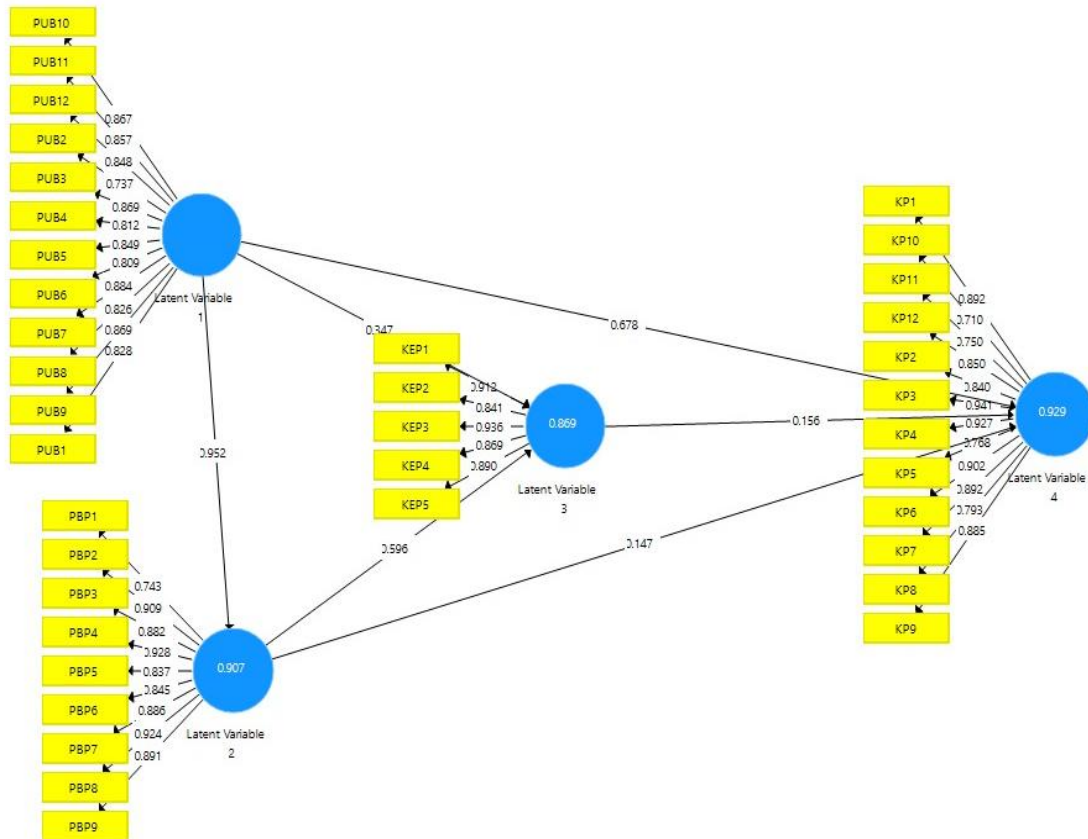 PUB10
PUB11
PUB12
PUB2
PUB3
PUB4
PUB5
PUB6
PUB7
PUB8
PUB9
PUB1
0.867
0.857
0.848
0.737
0.869
0.812
0.849
0.809
0.884
0.826
0.869
0.828
Latent Variable
1
0.347
0.678
0.952
KEP1
KEP2
KEP3
KEP4
KEP5
0.912
0.841
0.936
0.869
0.890
0.869
Latent Variable
3
0.156
0.596
0.147
KP1
KP10
KP11
KP12
KP2
KP3
KP4
KP5
KP6
KP7
KP8
KP9
0.892
0.710
0.750
0.850
0.840
0.941
0.927
0.768
0.902
0.892
0.793
0.885
0.929
Latent Variable
4
PBP1
PBP2
PBP3
PBP4
PBP5
PBP6
PBP7
PBP8
PBP9
0.743
0.909
0.882
0.928
0.837
0.845
0.886
0.924
0.891
0.907
Latent Variable
2